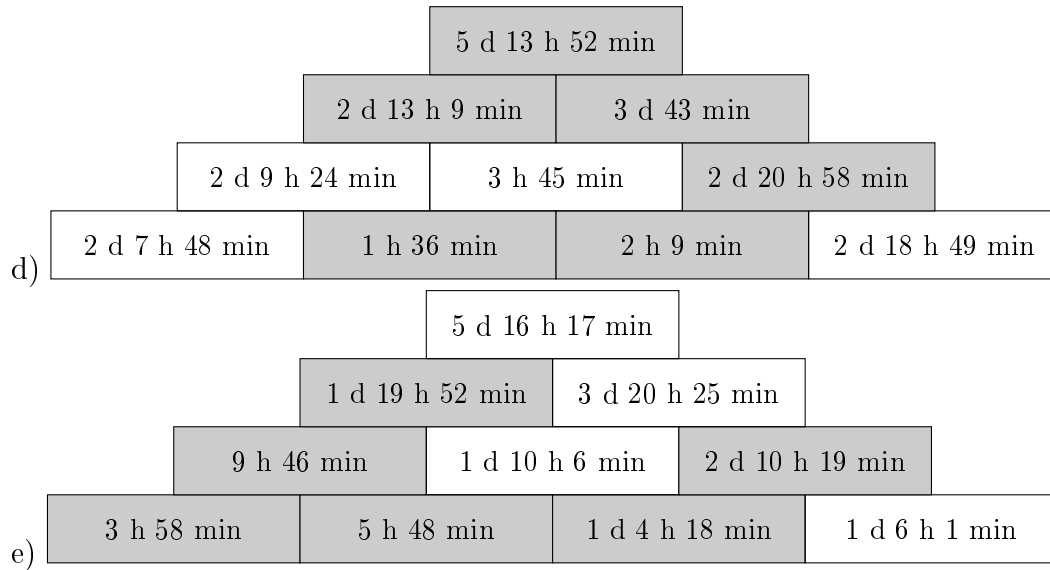 5 d 13 h 52 min
2 d 13 h 9 min 3 d 43 min
2 d 9 h 24 min 3 h 45 min 2 d 20 h 58 min
d) 2 d 7 h 48 min 1 h 36 min 2 h 9 min 2 d 18 h 49 min
5 d 16 h 17 min
1 d 19 h 52 min 3 d 20 h 25 min
9 h 46 min 1 d 10 h 6 min 2 d 10 h 19 min
e) 3 h 58 min 5 h 48 min 1 d 4 h 18 min 1 d 6 h 1 min